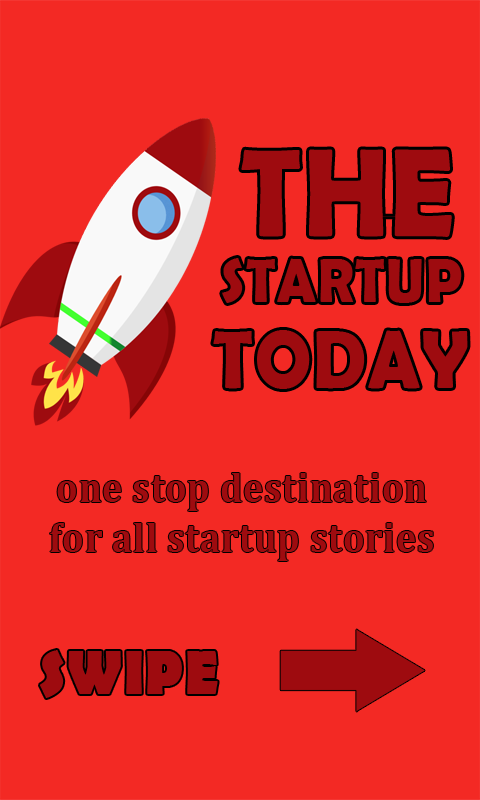 THE
STARTUP
TODAY
one stop destination
for all startup stories
SWIPE